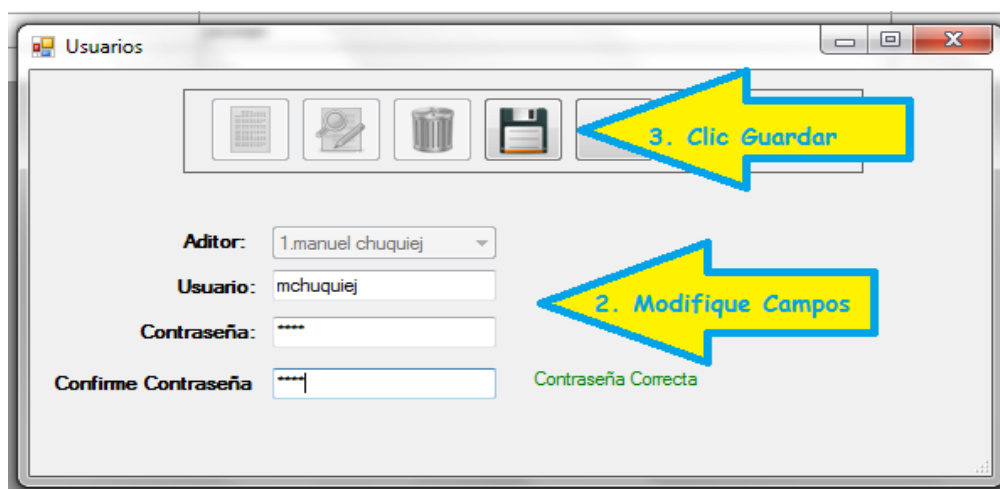 Usuarios
3. Clic Guardar
Aditor: 1.manuel chuquiej
Usuario: mchuquiej
2. Modifique Campos
Contraseña: ****
Confirme Contraseña ****
Contraseña Correcta